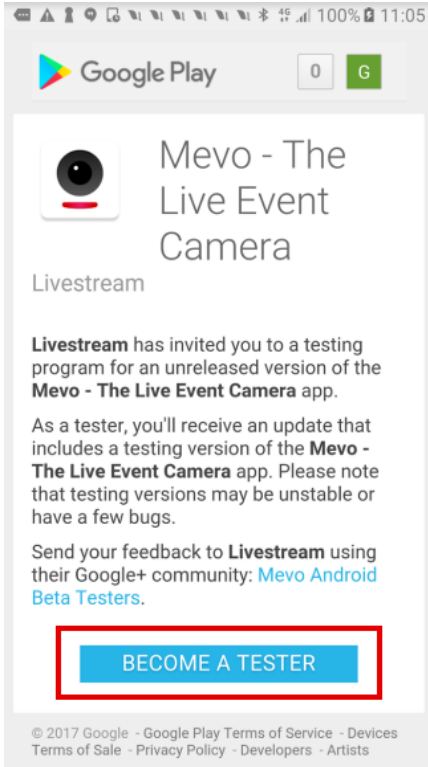 4G 100% 11:05
Google Play 0 G
Mevo - The
Live Event
Camera
Livestream
Livestream has invited you to a testing
program for an unreleased version of the
Mevo - The Live Event Camera app.
As a tester, you'll receive an update that
includes a testing version of the Mevo -
The Live Event Camera app. Please note
that testing versions may be unstable or
have a few bugs.
Send your feedback to Livestream using
their Google+ community: Mevo Android
Beta Testers.
BECOME A TESTER
© 2017 Google - Google Play Terms of Service - Devices
Terms of Sale - Privacy Policy - Developers - Artists